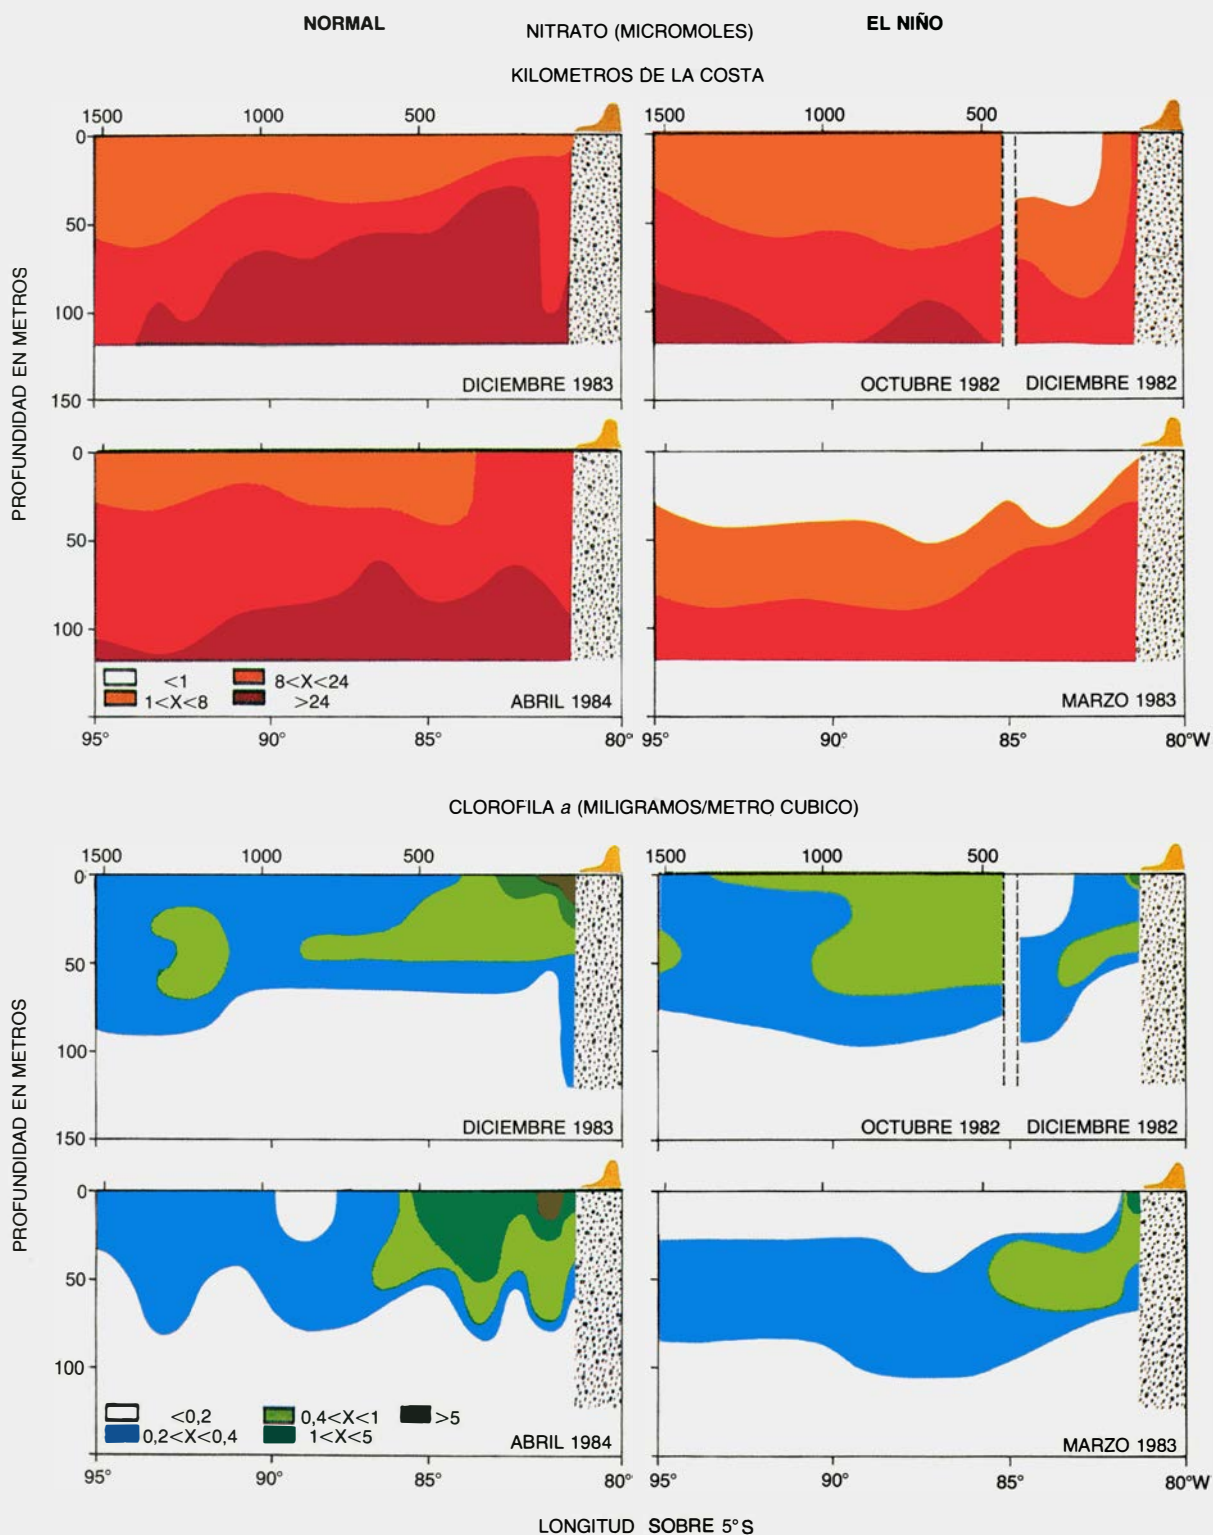 NORMAL
NITRATO (MICROMOLES)
EL NIÑO
KILOMETROS DE LA COSTA
1500 1000 500
1500 1000 500
PROFUNDIDAD EN METROS
0
50
100
150
DICIEMBRE 1983
OCTUBRE 1982
DICIEMBRE 1982
0
50
100
<1
8<X<24
1<X<8
>24
ABRIL 1984
MARZO 1983
95° 90° 85° 80°
95° 90° 85° 80°W
CLOROFILA a (MILIGRAMOS/METRO CUBICO)
1500 1000 500
1500 1000 500
PROFUNDIDAD EN METROS
0
50
100
150
DICIEMBRE 1983
OCTUBRE 1982
DICIEMBRE 1982
0
50
100
<0,2
0,4<X<1
>5
0,2<X<0,4
1<X<5
ABRIL 1984
MARZO 1983
95° 90° 85° 80°
95° 90° 85° 80°W
LONGITUD SOBRE 5° S